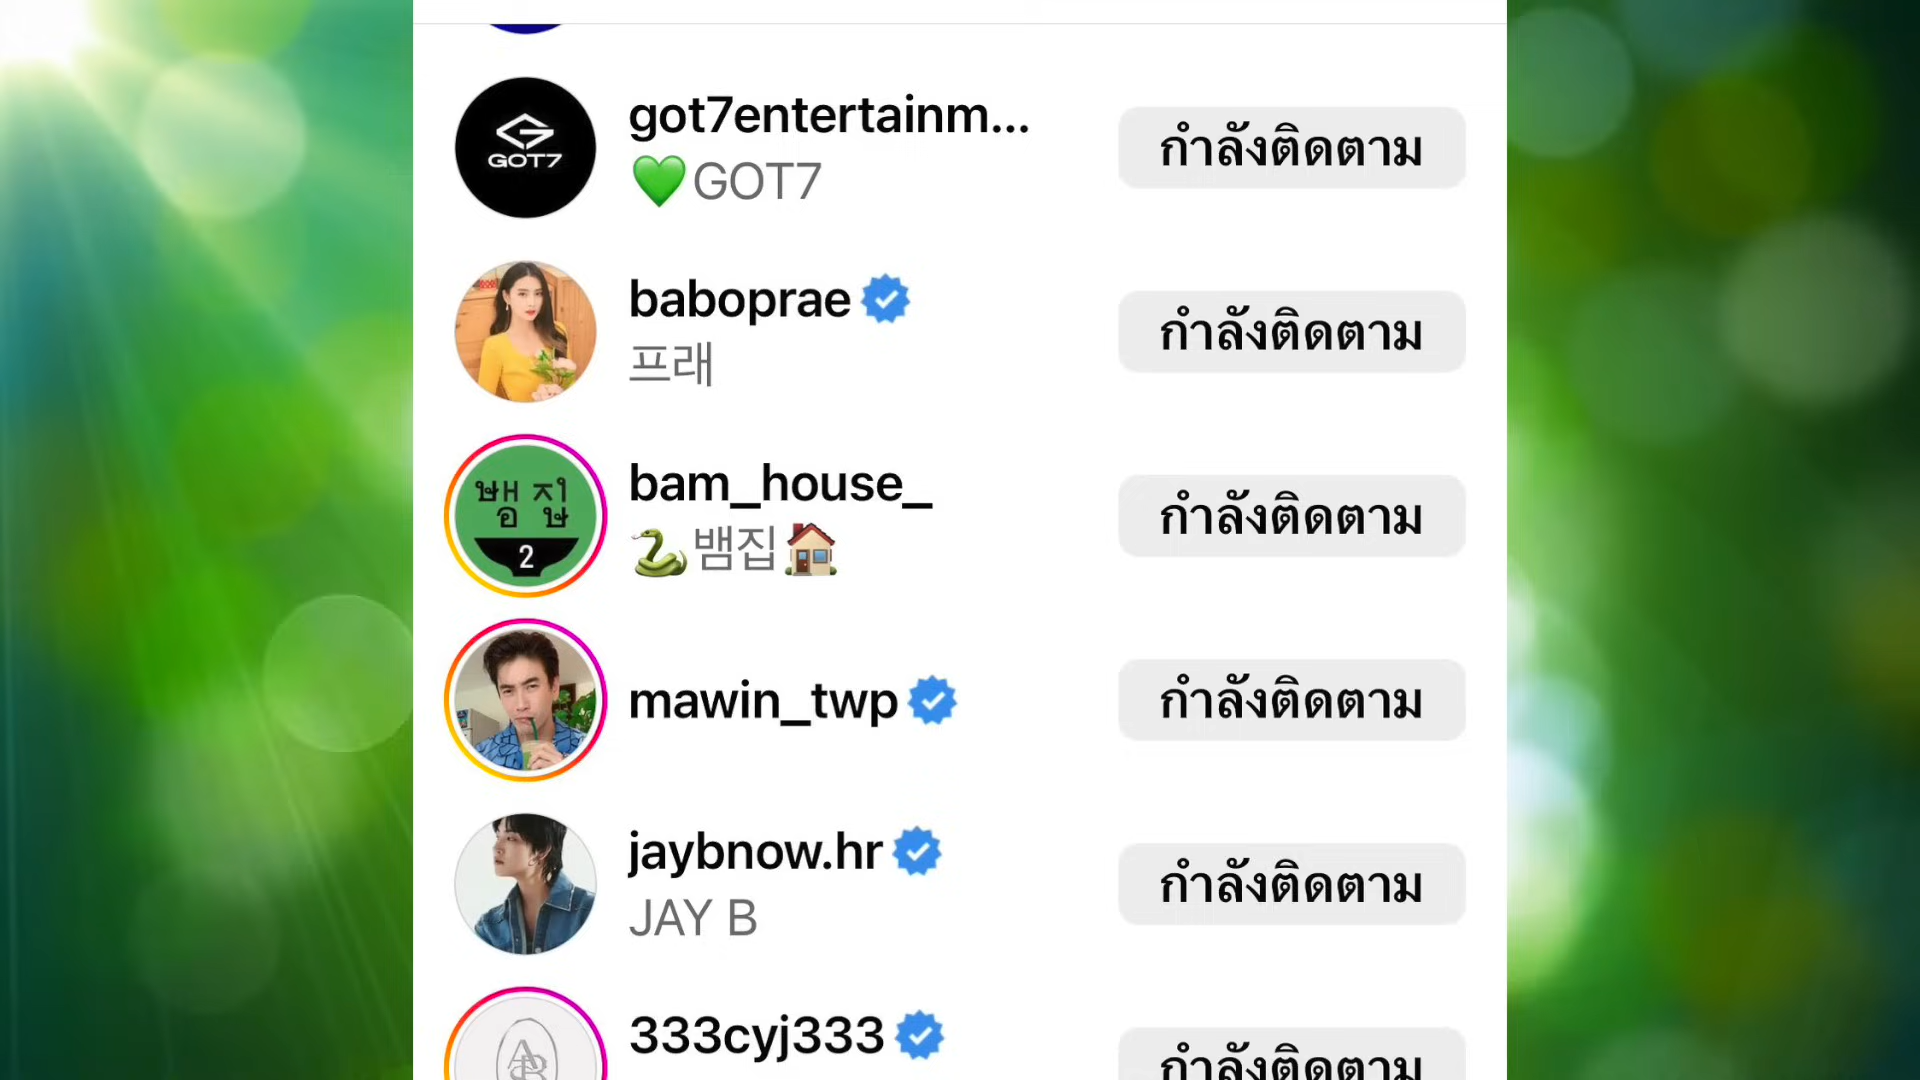 GOT7
got7entertainm...
💚GOT7
กำลังติดตาม
baboprae
프래
กำลังติดตาม
2
bam_house_
🐍뱀집🏠
กำลังติดตาม
mawin_twp
กำลังติดตาม
jaybnow.hr
JAY B
กำลังติดตาม
333cyj333
กำลังติดตาม